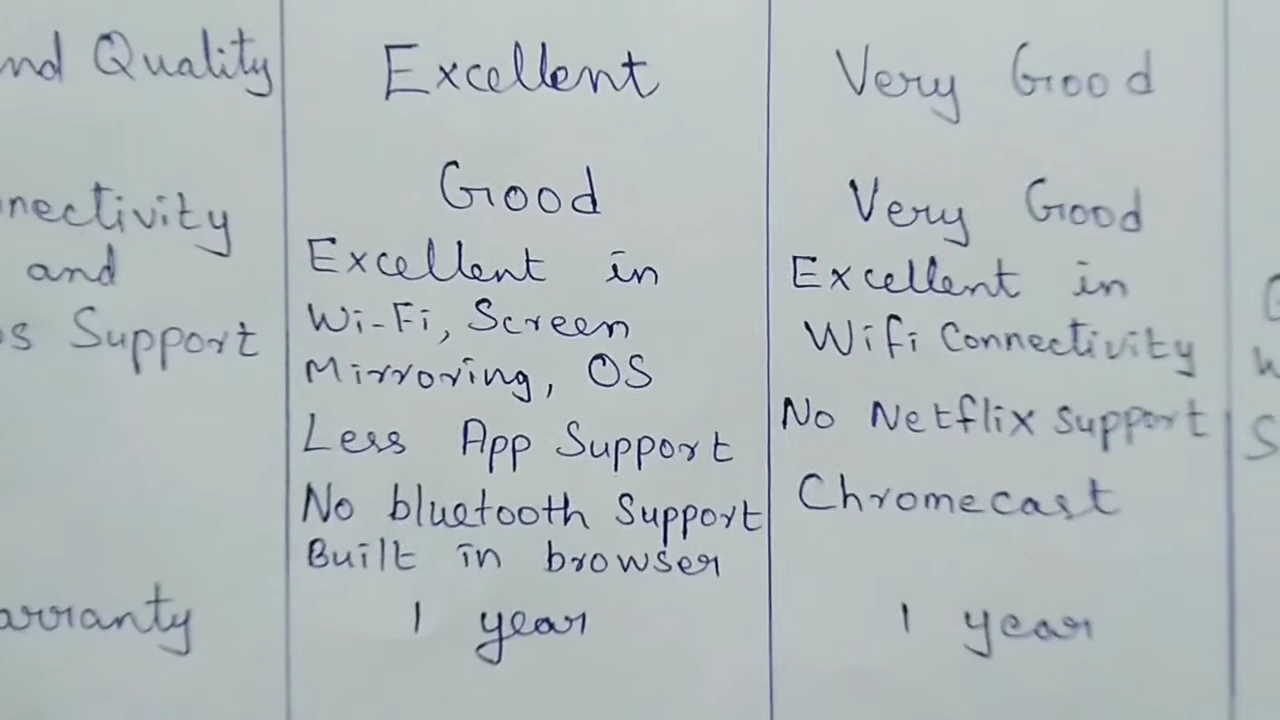 nd Quality
Excellent
Very Good
nectivity
and
s Support
Good
Excellent in
Wi-Fi, Screen
Mirroring, OS
Less App Support
No bluetooth Support
Built in browser
Very Good
Excellent in
Wifi Connectivity
No Netflix Support
Chromecast
arranty
1 year
1 year